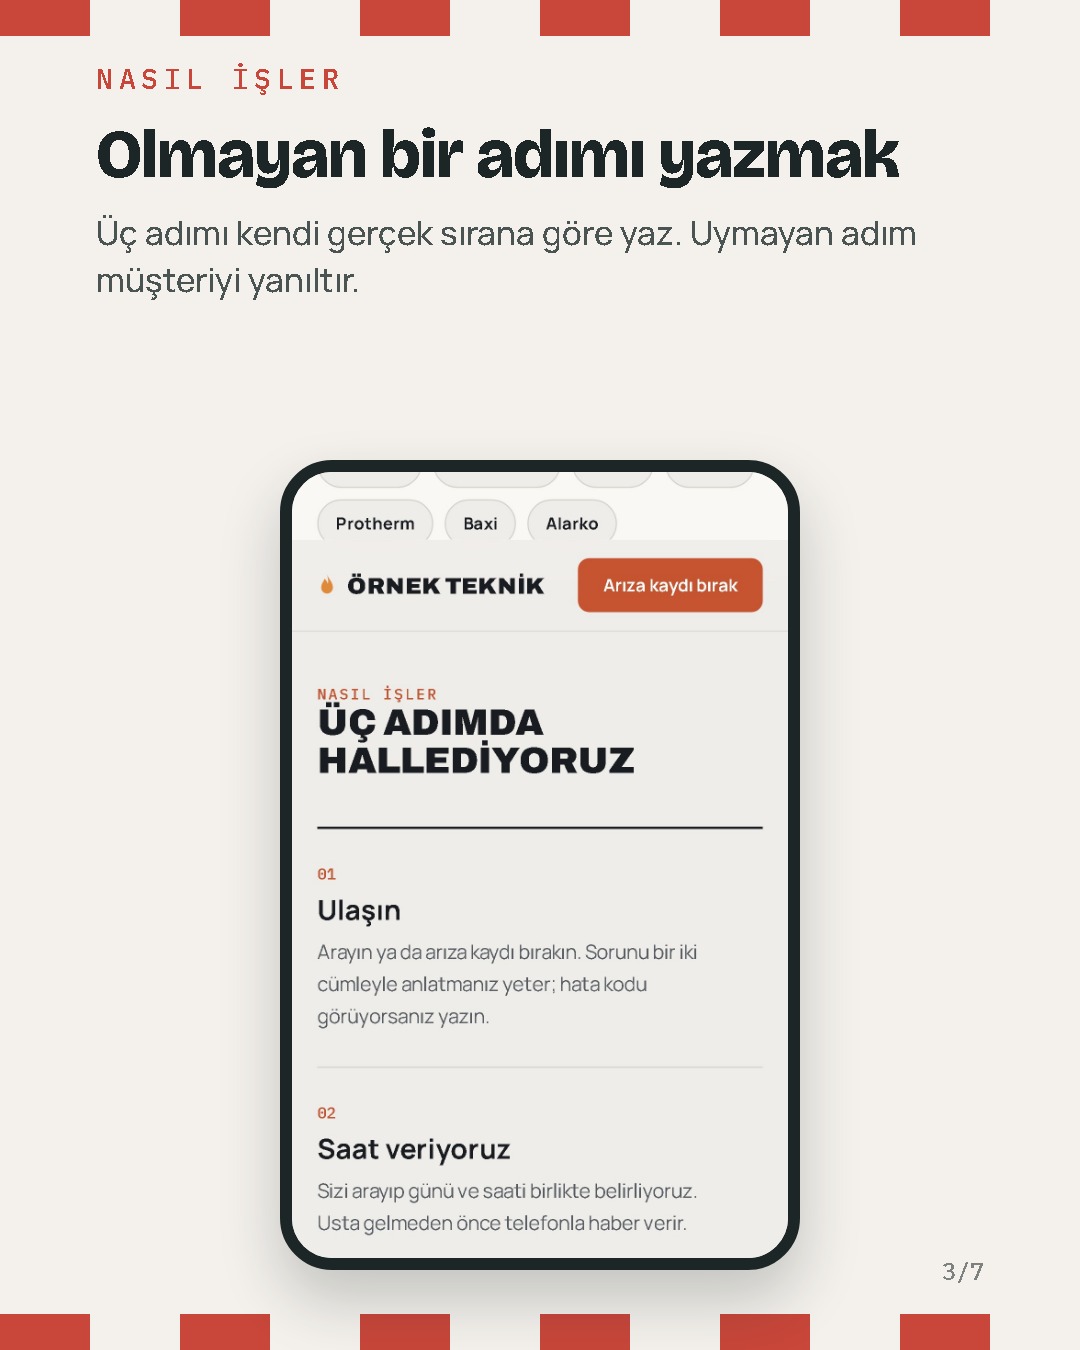 NASIL İŞLER
Olmayan bir adımı yazmak
Üç adımı kendi gerçek sırana göre yaz. Uymayan adım
müşteriyi yanıltır.
Protherm Baxi Alarko
ÖRNEK TEKNİK Arıza kaydı bırak
NASIL İŞLER
ÜÇ ADIMDA
HALLEDİYORUZ
01
Ulaşın
Arayın ya da arıza kaydı bırakın. Sorunu bir iki
cümleyle anlatmanız yeter; hata kodu
görüyorsanız yazın.
02
Saat veriyoruz
Sizi arayıp günü ve saati birlikte belirliyoruz.
Usta gelmeden önce telefonla haber verir.
3/7